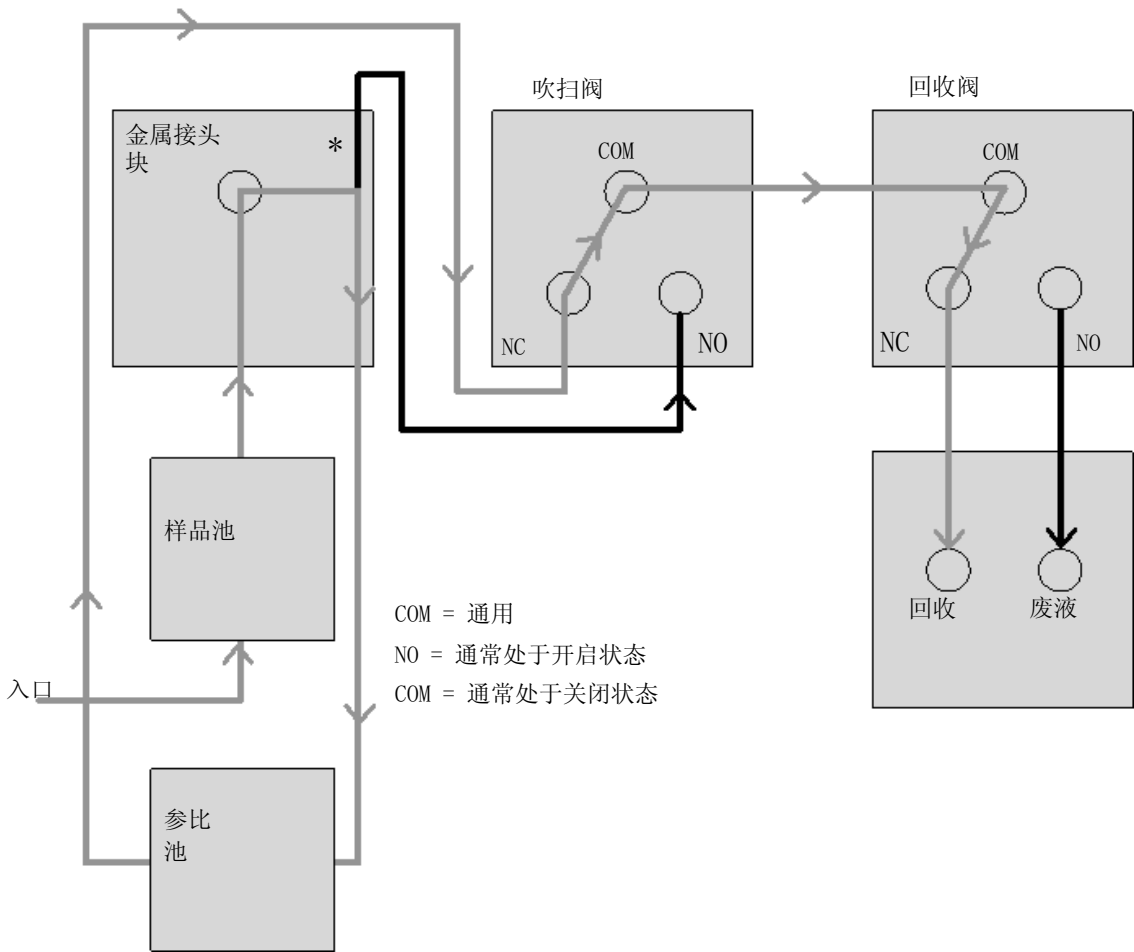 吹扫阀
回收阀
金属接头
块
*
COM
COM
NC
NO
NC
NO
样品池
回收
废液
COM = 通用
NO = 通常处于开启状态
COM = 通常处于关闭状态
入口
参比
池